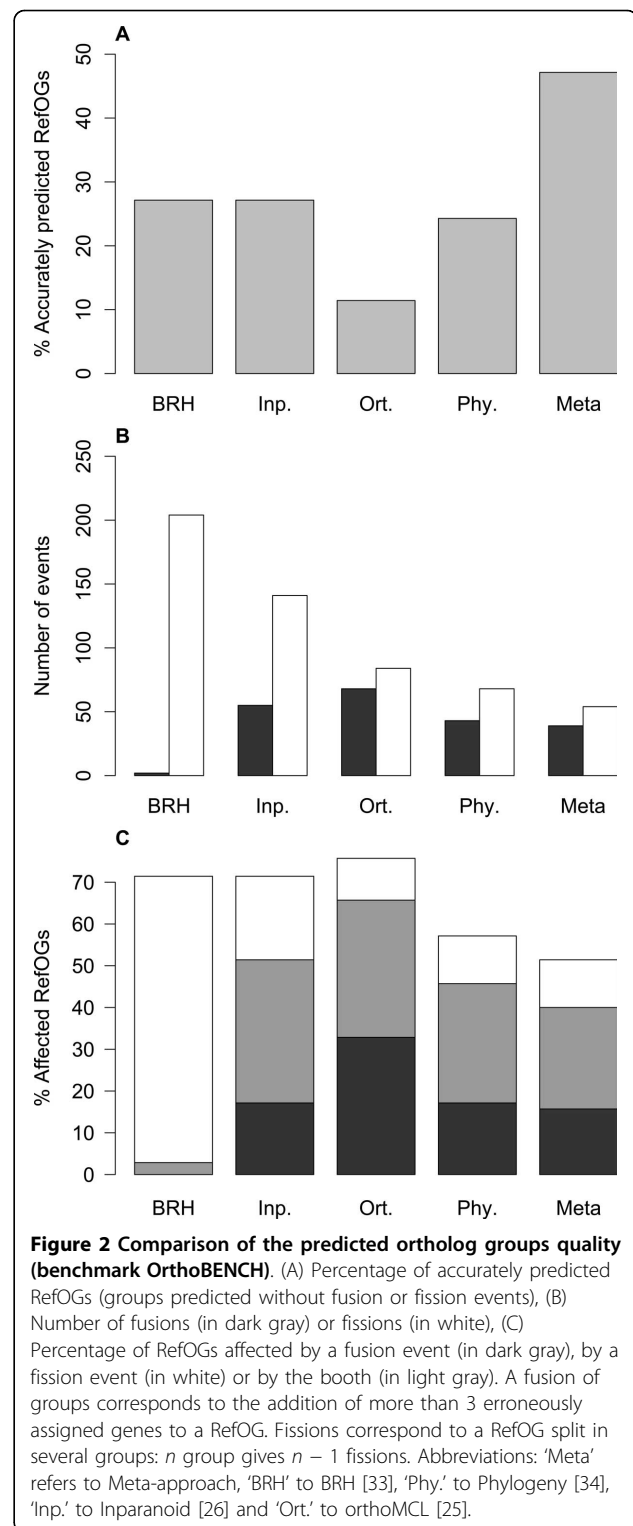 A
% Accurately predicted RefOGs
50
40
30
20
10
0
BRH Inp. Ort. Phy. Meta
B
Number of events
250
200
150
100
50
0
BRH Inp. Ort. Phy. Meta
C
% Affected RefOGs
70
60
50
40
30
20
10
0
BRH Inp. Ort. Phy. Meta
Figure 2 Comparison of the predicted ortholog groups quality
(benchmark OrthoBENCH). (A) Percentage of accurately predicted
RefOGs (groups predicted without fusion or fission events), (B)
Number of fusions (in dark gray) or fissions (in white), (C)
Percentage of RefOGs affected by a fusion event (in dark gray), by a
fission event (in white) or by the booth (in light gray). A fusion of
groups corresponds to the addition of more than 3 erroneously
assigned genes to a RefOG. Fissions correspond to a RefOG split in
several groups: n group gives n − 1 fissions. Abbreviations: ‘Meta’
refers to Meta-approach, ‘BRH’ to BRH [33], ‘Phy.’ to Phylogeny [34],
‘Inp.’ to Inparanoid [26] and ‘Ort.’ to orthoMCL [25].